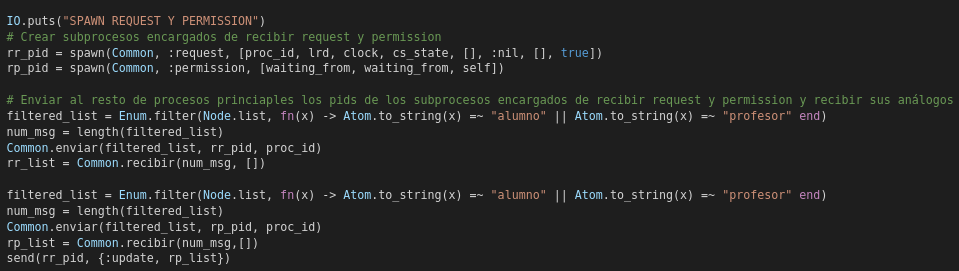 IO.puts("SPAWN REQUEST Y PERMISSION")
# Crear subprocesos encargados de recibir request y permission
rr_pid = spawn(Common, :request, [proc_id, lrd, clock, cs_state, [], :nil, [], true])
rp_pid = spawn(Common, :permission, [waiting_from, waiting_from, self])
# Enviar al resto de procesos princiaples los pids de los subprocesos encargados de recibir request y permission y recibir sus análogos
filtered_list = Enum.filter(Node.list, fn(x) -> Atom.to_string(x) =~ "alumno" || Atom.to_string(x) =~ "profesor" end)
num_msg = length(filtered_list)
Common.enviar(filtered_list, rr_pid, proc_id)
rr_list = Common.recibir(num_msg, [])
filtered_list = Enum.filter(Node.list, fn(x) -> Atom.to_string(x) =~ "alumno" || Atom.to_string(x) =~ "profesor" end)
num_msg = length(filtered_list)
Common.enviar(filtered_list, rp_pid, proc_id)
rp_list = Common.recibir(num_msg,[])
send(rr_pid, {:update, rp_list})